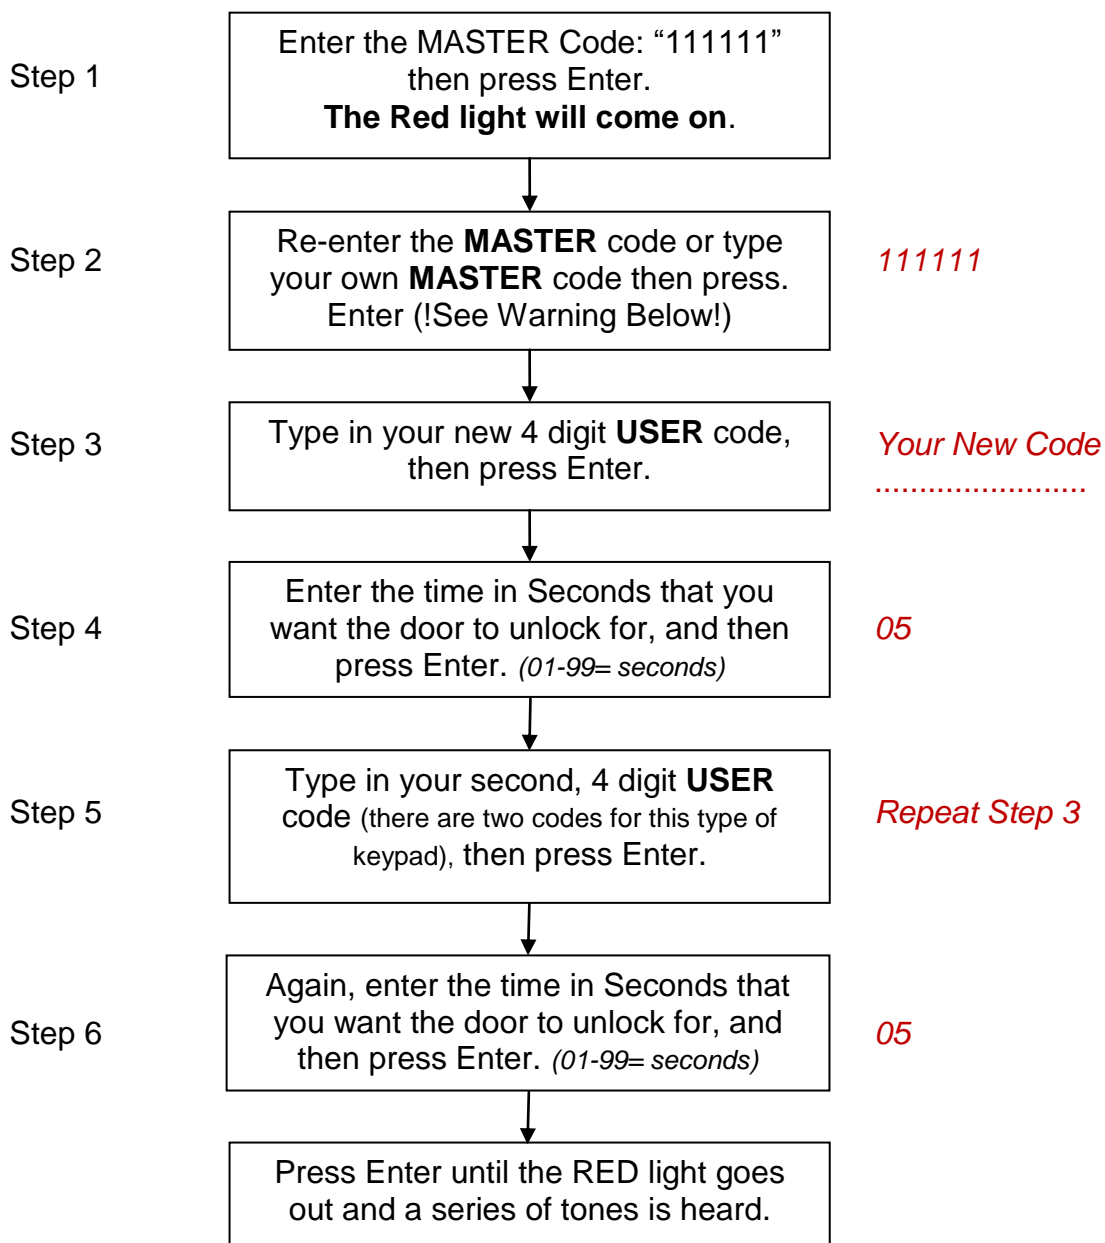 Step 1
Enter the MASTER Code: “111111”
then press Enter.
The Red light will come on.
Step 2
Re-enter the MASTER code or type
your own MASTER code then press.
Enter (!See Warning Below!)
111111
Step 3
Type in your new 4 digit USER code,
then press Enter.
Your New Code
........................
Step 4
Enter the time in Seconds that you
want the door to unlock for, and then
press Enter. (01-99= seconds)
05
Step 5
Type in your second, 4 digit USER
code (there are two codes for this type of
keypad), then press Enter.
Repeat Step 3
Step 6
Again, enter the time in Seconds that
you want the door to unlock for, and
then press Enter. (01-99= seconds)
05
Press Enter until the RED light goes
out and a series of tones is heard.